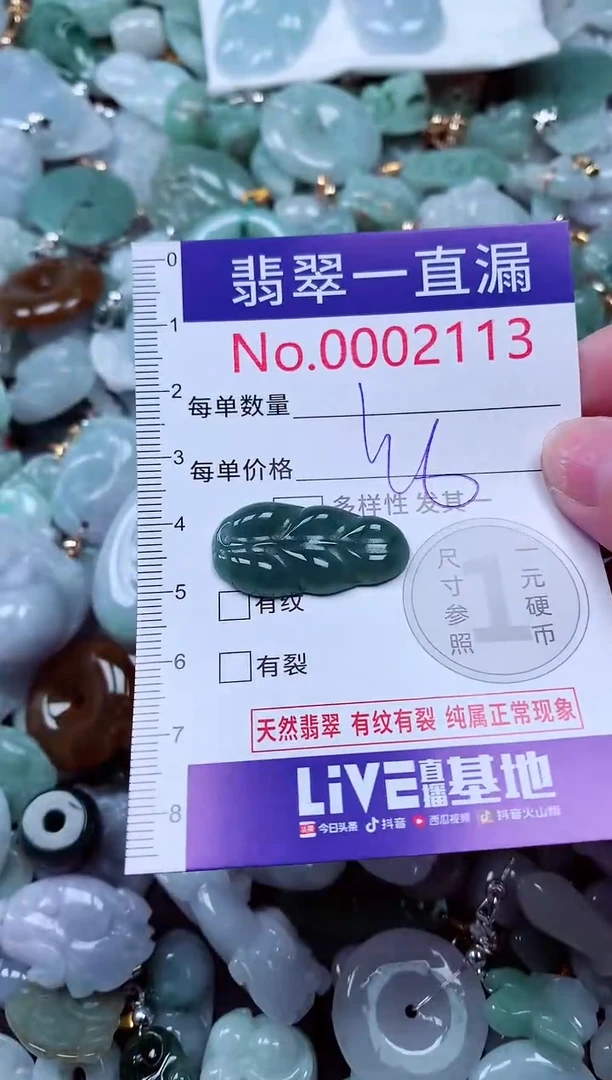 翡翠一直漏
No.0002113
每单数量
每单价格
多样性 发其一
有纹
有裂
尺寸参照
1
一元硬币
天然翡翠 有纹有裂 纯属正常现象
LiVE直播基地
今日头条 抖音 西瓜视频 抖音火山版
0
1
2
3
4
5
6
7
8